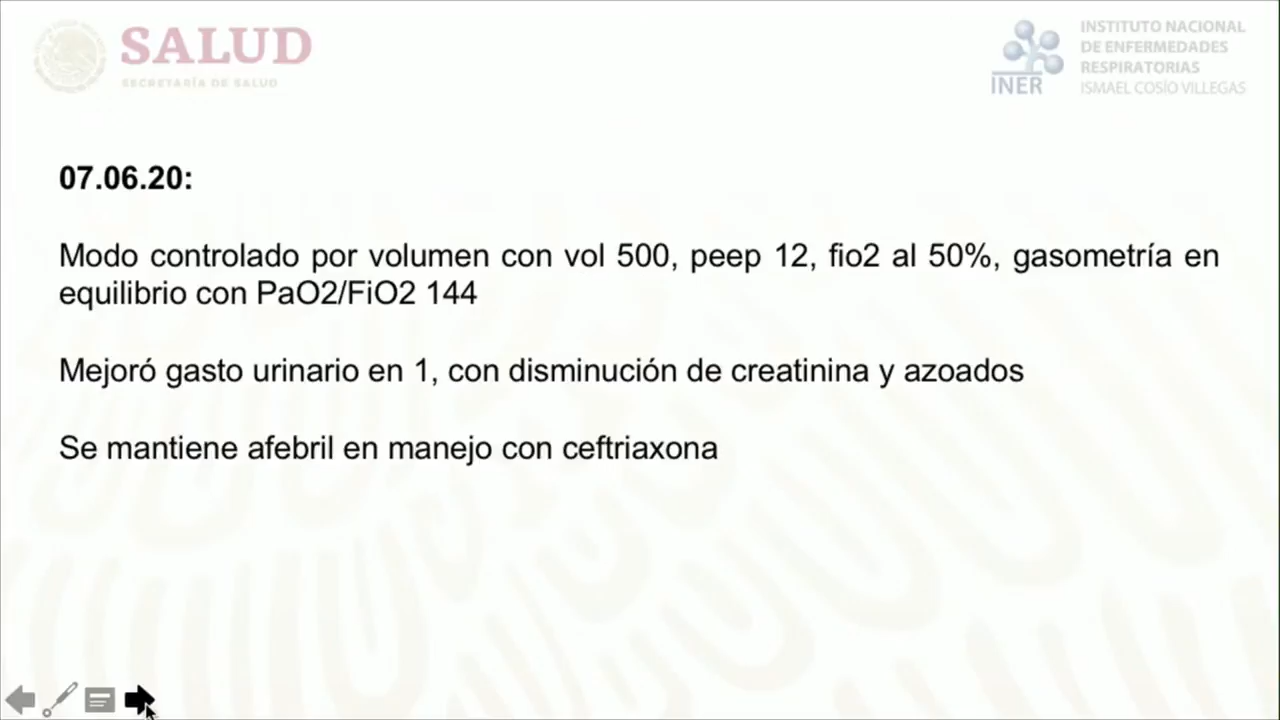 SALUD
SECRETARÍA DE SALUD
INER
INSTITUTO NACIONAL
DE ENFERMEDADES
RESPIRATORIAS
ISMAEL COSÍO VILLEGAS
07.06.20:
Modo controlado por volumen con vol 500, peep 12, fio2 al 50%, gasometría en
equilibrio con PaO2/FiO2 144
Mejoró gasto urinario en 1, con disminución de creatinina y azoados
Se mantiene afebril en manejo con ceftriaxona